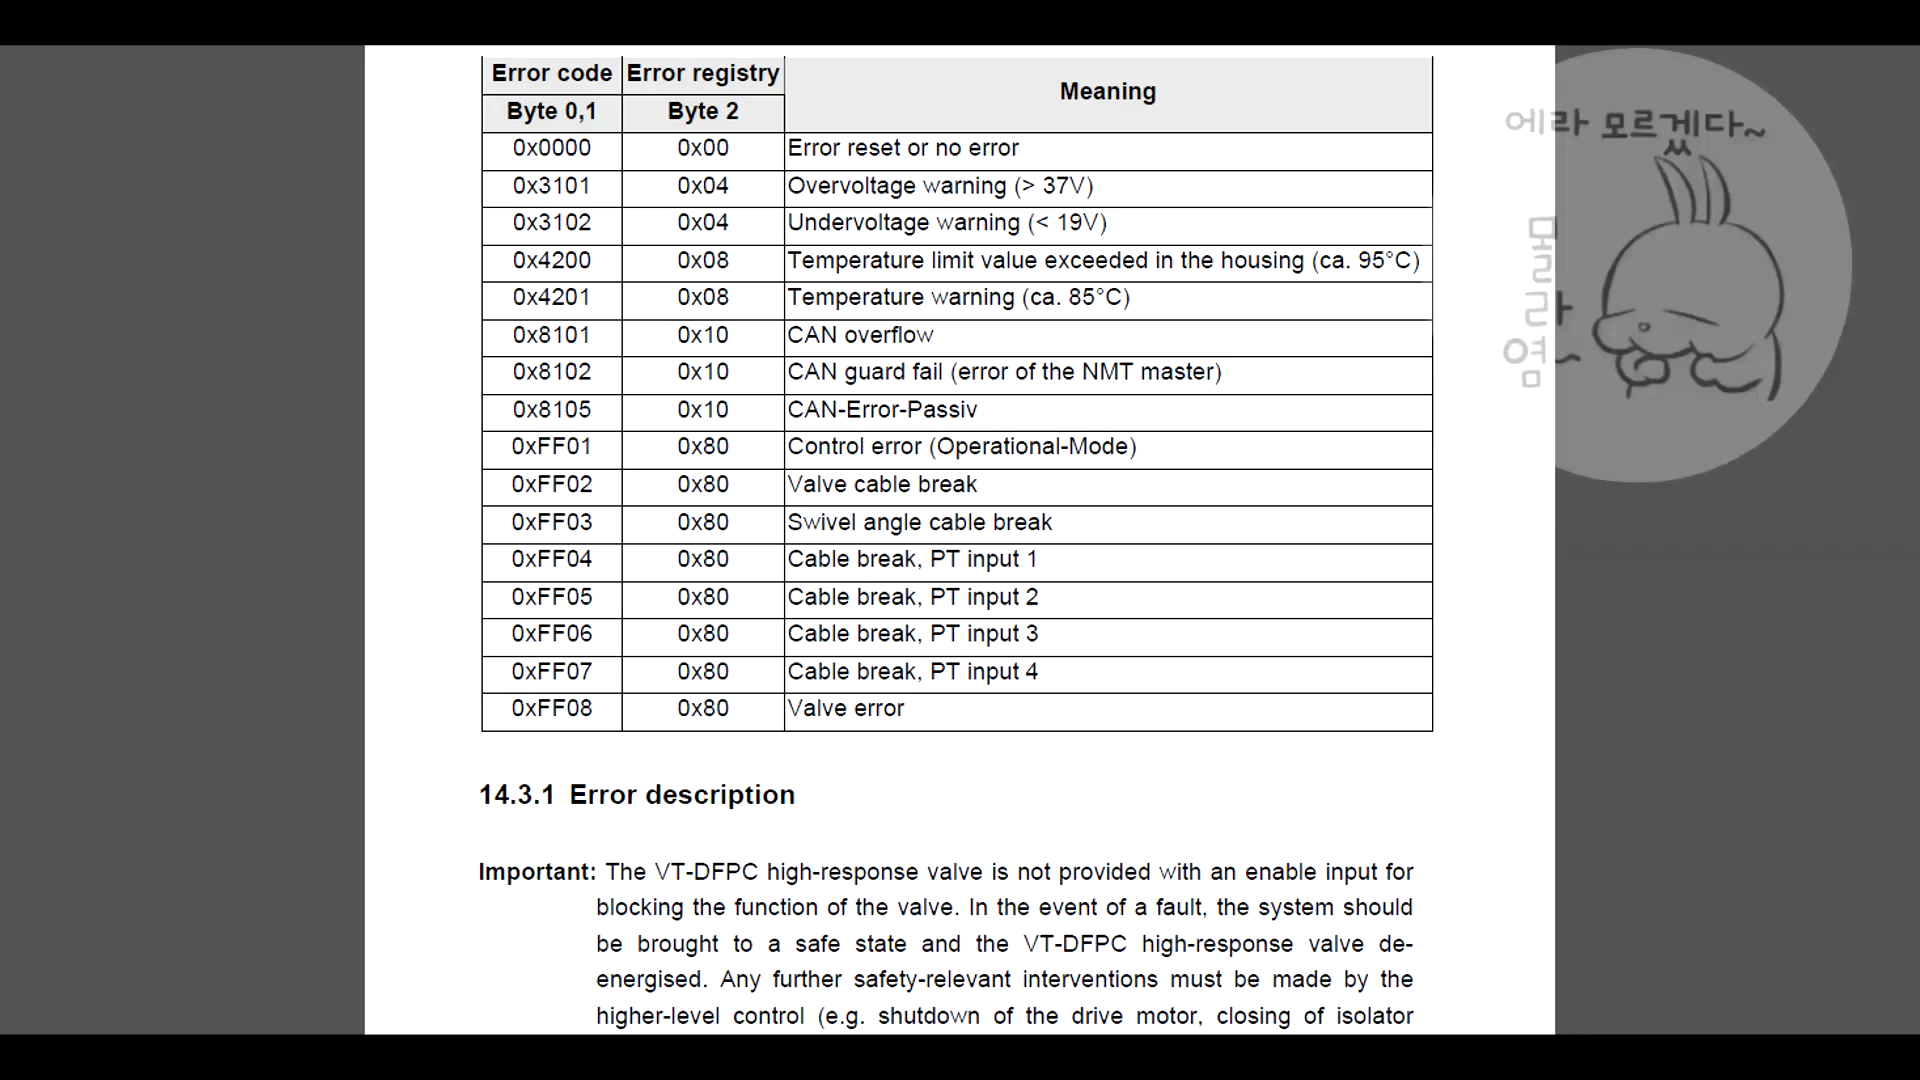 Error code Error registry Meaning
Byte 0,1 Byte 2
0x0000 0x00 Error reset or no error
0x3101 0x04 Overvoltage warning (> 37V)
0x3102 0x04 Undervoltage warning (< 19V)
0x4200 0x08 Temperature limit value exceeded in the housing (ca. 95°C)
0x4201 0x08 Temperature warning (ca. 85°C)
0x8101 0x10 CAN overflow
0x8102 0x10 CAN guard fail (error of the NMT master)
0x8105 0x10 CAN-Error-Passiv
0xFF01 0x80 Control error (Operational-Mode)
0xFF02 0x80 Valve cable break
0xFF03 0x80 Swivel angle cable break
0xFF04 0x80 Cable break, PT input 1
0xFF05 0x80 Cable break, PT input 2
0xFF06 0x80 Cable break, PT input 3
0xFF07 0x80 Cable break, PT input 4
0xFF08 0x80 Valve error
14.3.1 Error description
Important: The VT-DFPC high-response valve is not provided with an enable input for
blocking the function of the valve. In the event of a fault, the system should
be brought to a safe state and the VT-DFPC high-response valve de-
energised. Any further safety-relevant interventions must be made by the
higher-level control (e.g. shutdown of the drive motor, closing of isolator
에라 모르겠다~
몰라염~